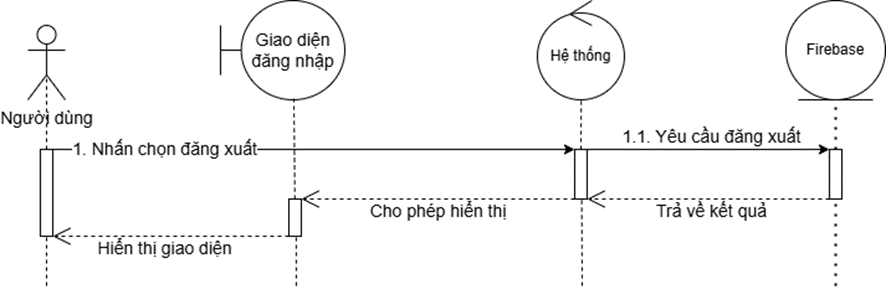 Giao diện
đăng nhập
Hệ thống
Firebase
Người dùng
1. Nhấn chọn đăng xuất
1.1. Yêu cầu đăng xuất
Cho phép hiển thị
Trả về kết quả
Hiển thị giao diện